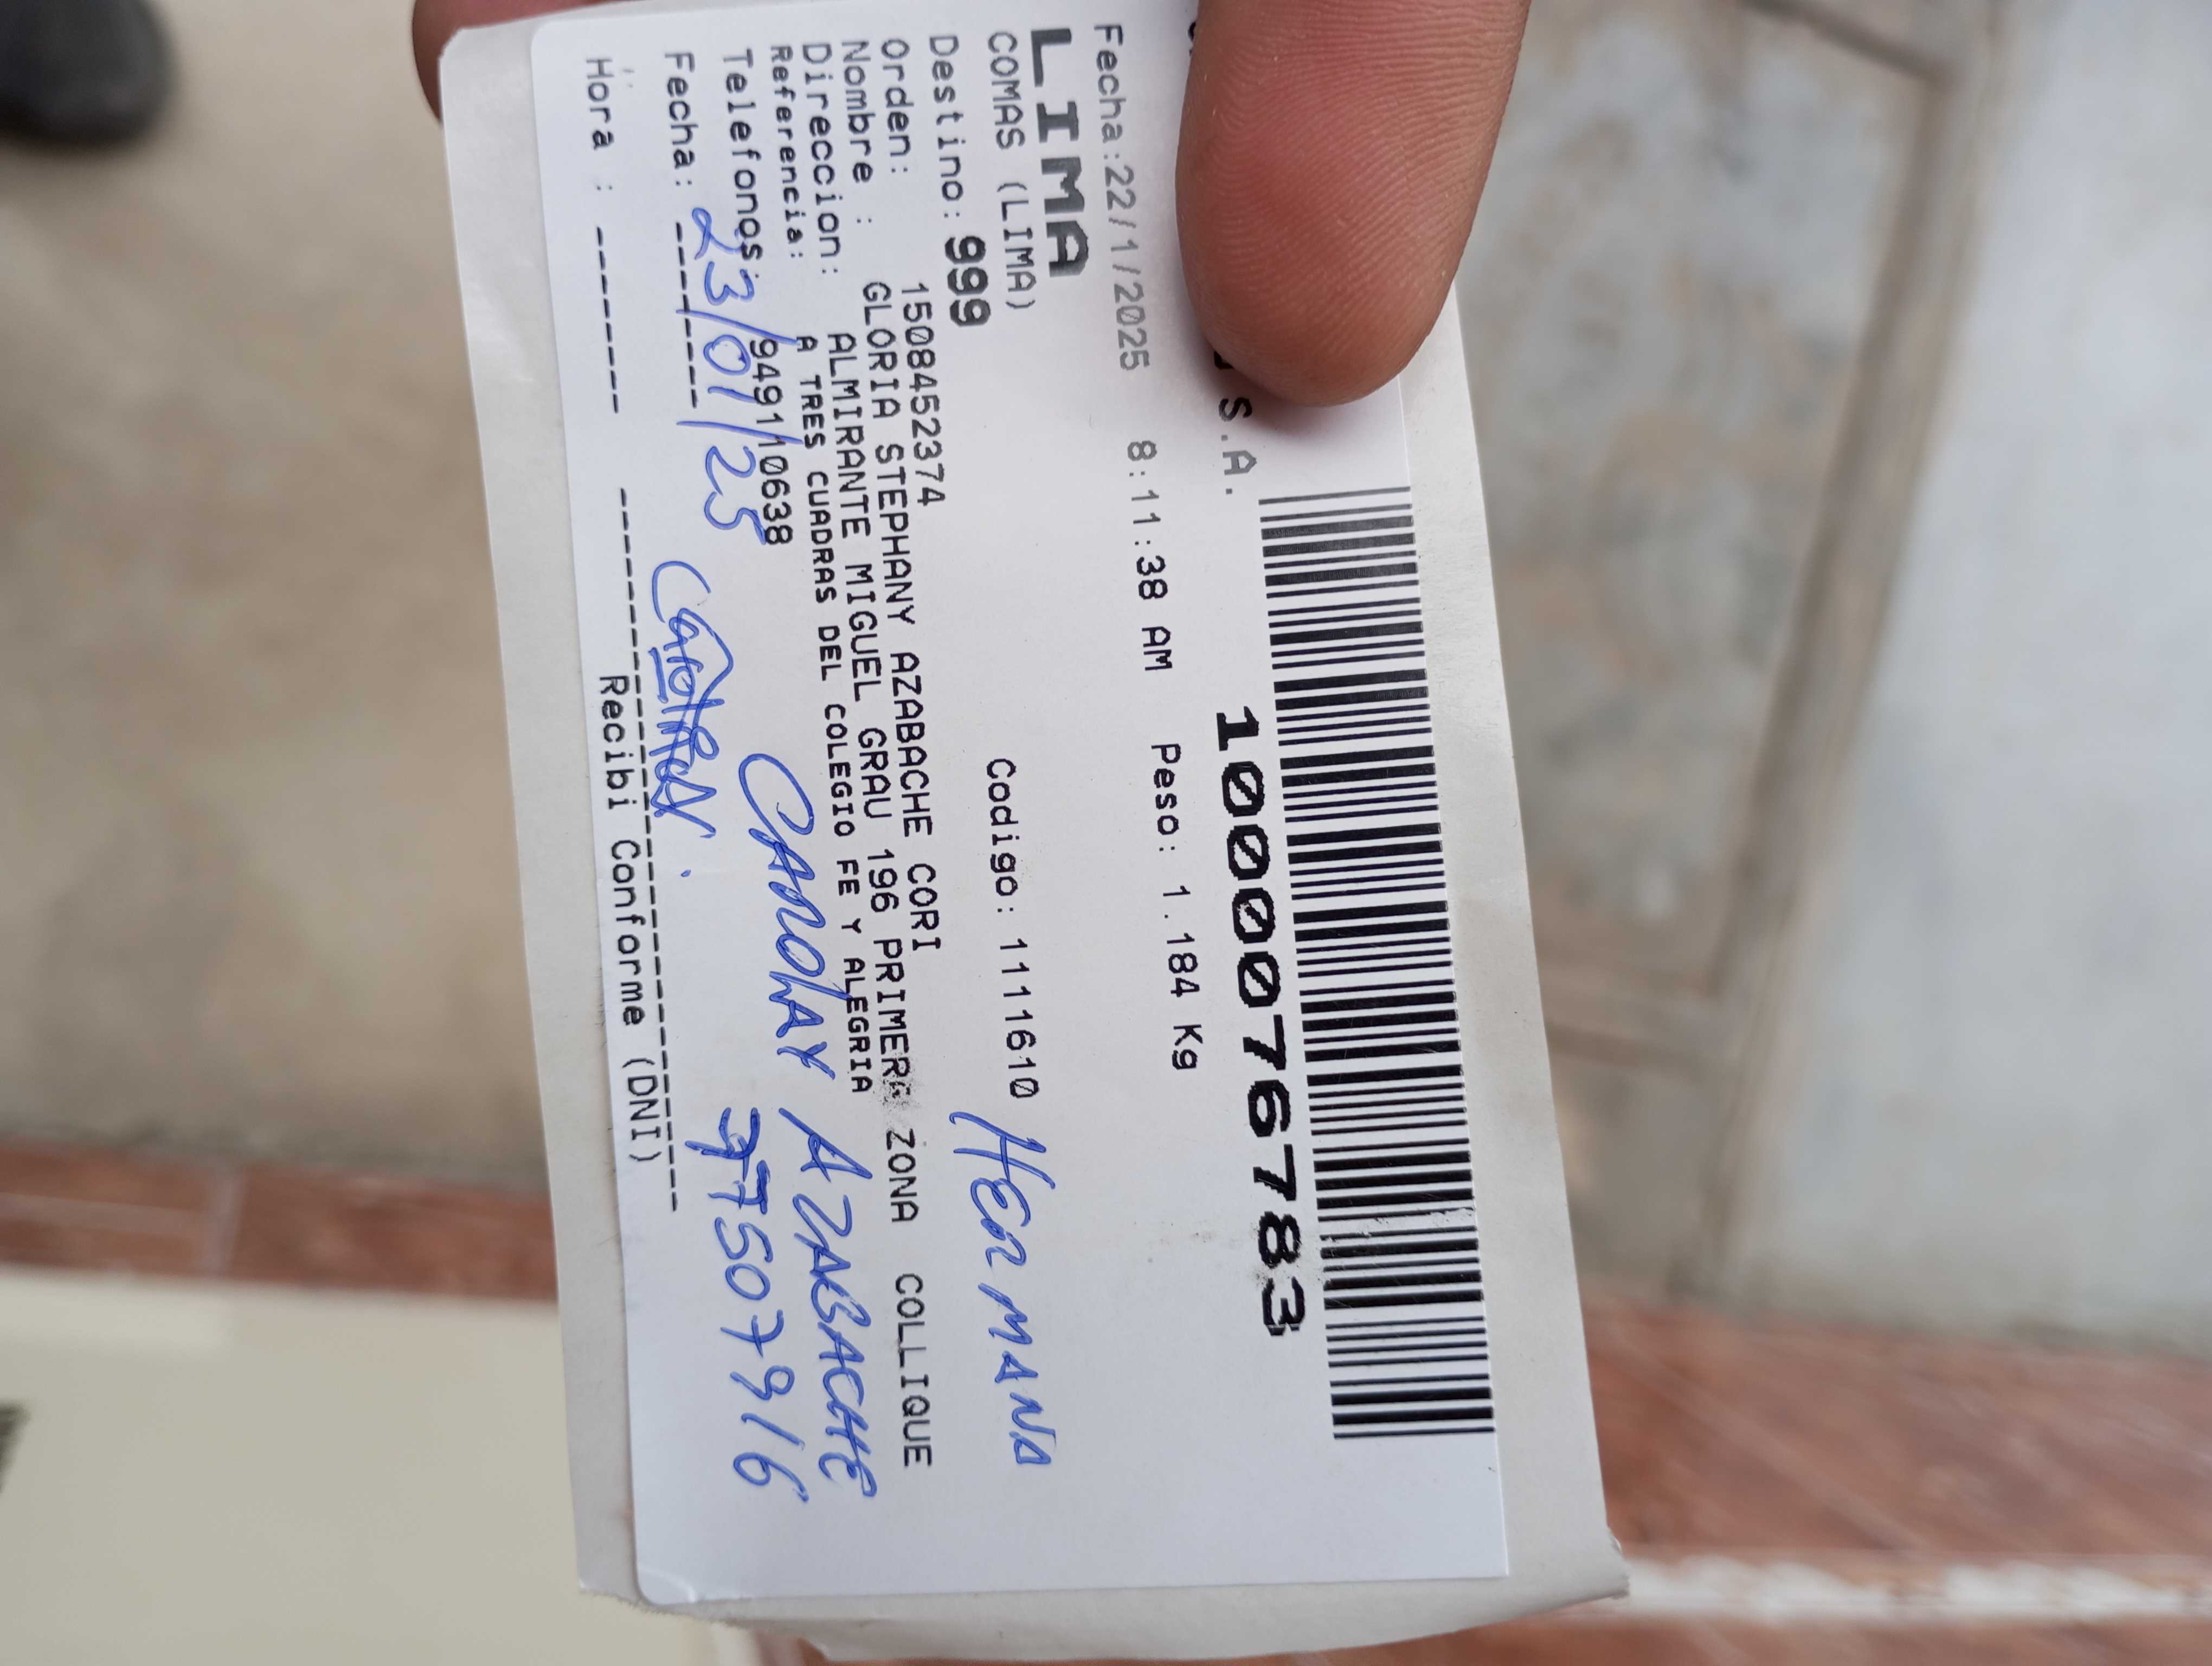 S.A.
1000076783
Fecha:22/1/2025 8:11:38 AM Peso: 1.184 Kg
LIMA
COMAS (LIMA)
Destino: 999 Codigo: 1111610
HERMANA
Orden: 1508452374
Nombre : GLORIA STEPHANY AZABACHE CORI
Direccion: ALMIRANTE MIGUEL GRAU 196 PRIMERA ZONA COLLIQUE
Referencia: A TRES CUADRAS DEL COLEGIO FE Y ALEGRIA
Telefonos: 949110638
AZABACHE
Fecha: 23/01/25
77507916
Hora :
Recibi Conforme (DNI)